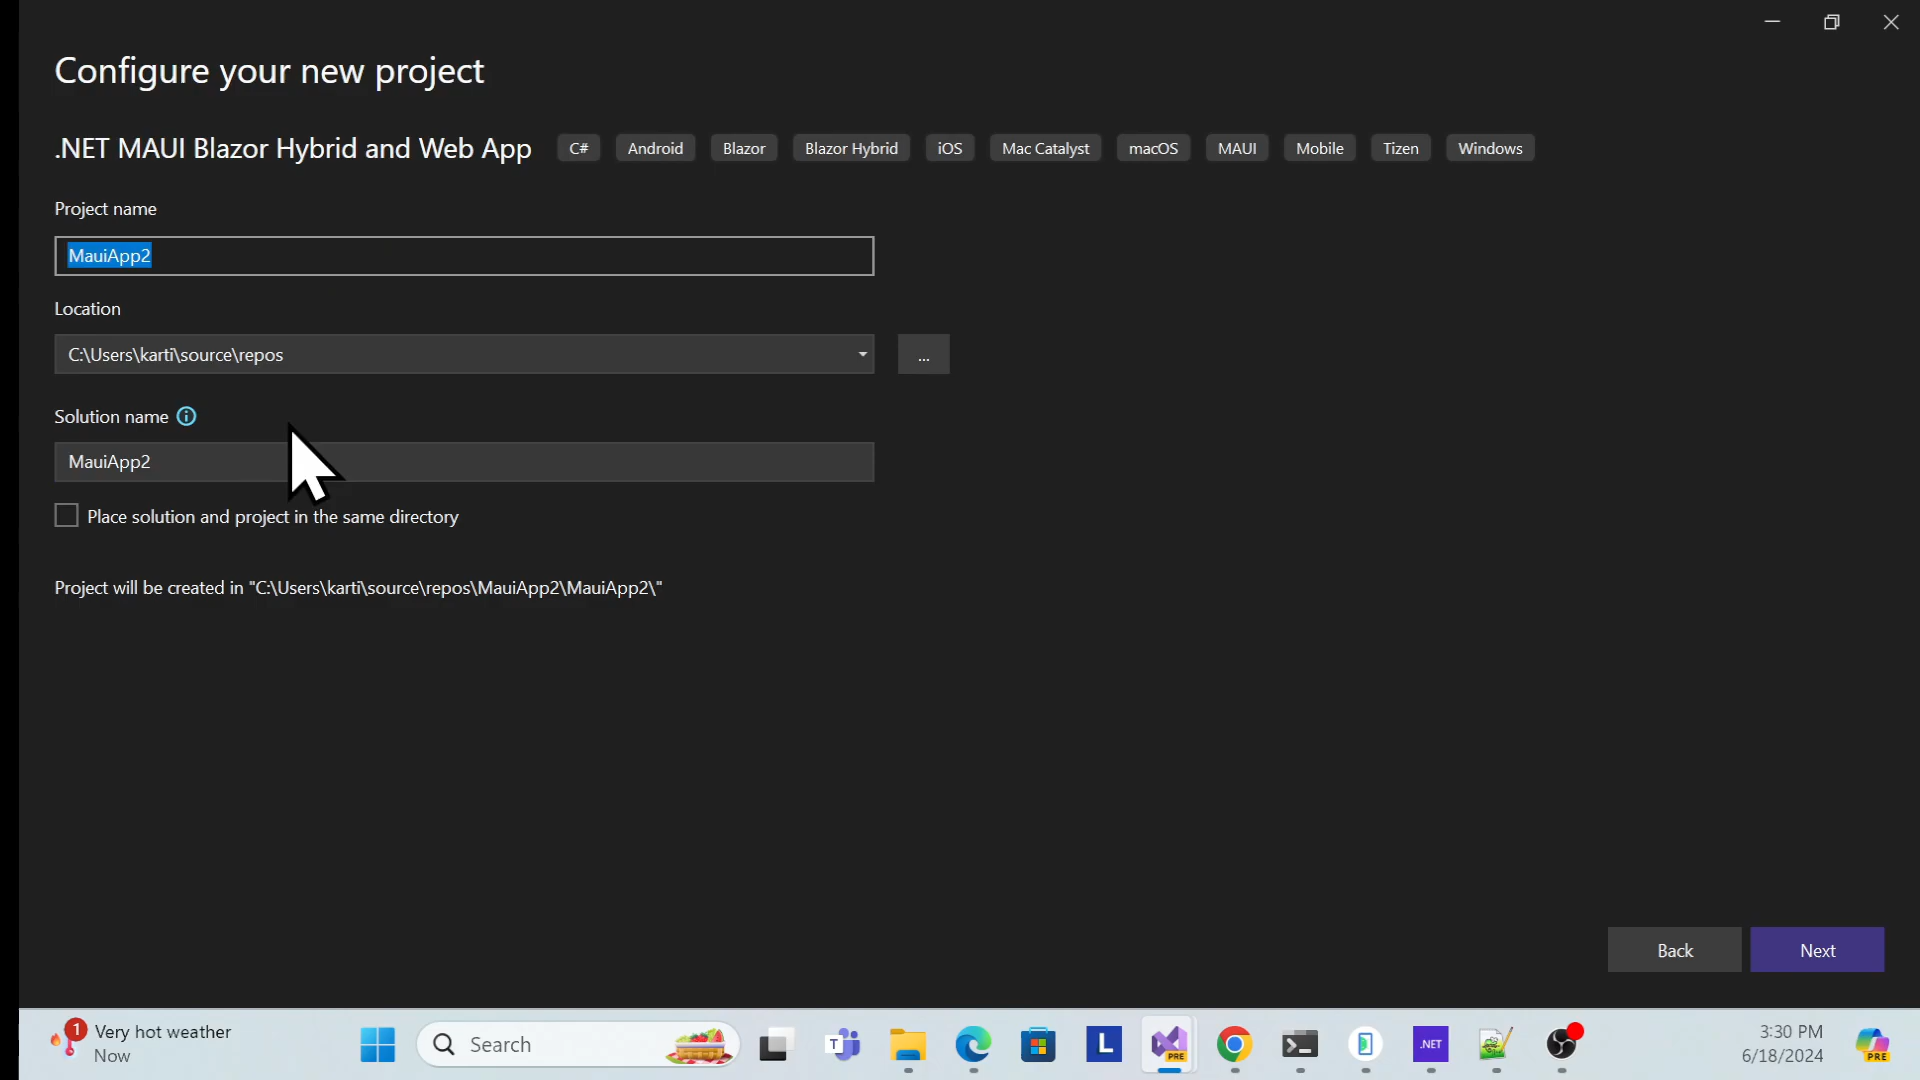 Configure your new project
.NET MAUI Blazor Hybrid and Web App C# Android Blazor Blazor Hybrid iOS Mac Catalyst macOS MAUI Mobile Tizen Windows
Project name
MauiApp2
Location
C:\Users\karti\source\repos
...
Solution name
MauiApp2
Place solution and project in the same directory
Project will be created in "C:\Users\karti\source\repos\MauiApp2\MauiApp2\"
Back Next
1 Very hot weather
Now
Search
T
L
PRE
.NET
3:30 PM
6/18/2024
PRE